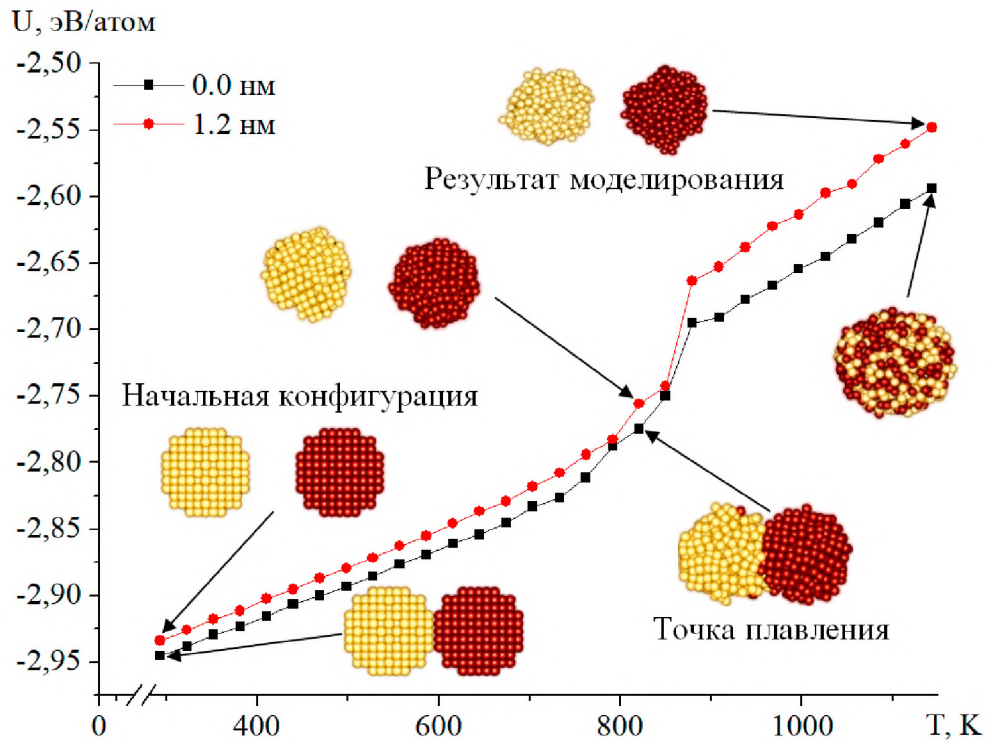 U, эВ/атом
-2,50
-2,55
-2,60
-2,65
-2,70
-2,75
-2,80
-2,85
-2,90
-2,95
0.0 нм
1.2 нм
Результат моделирования
Начальная конфигурация
Точка плавления
0
400
600
800
1000
T, K